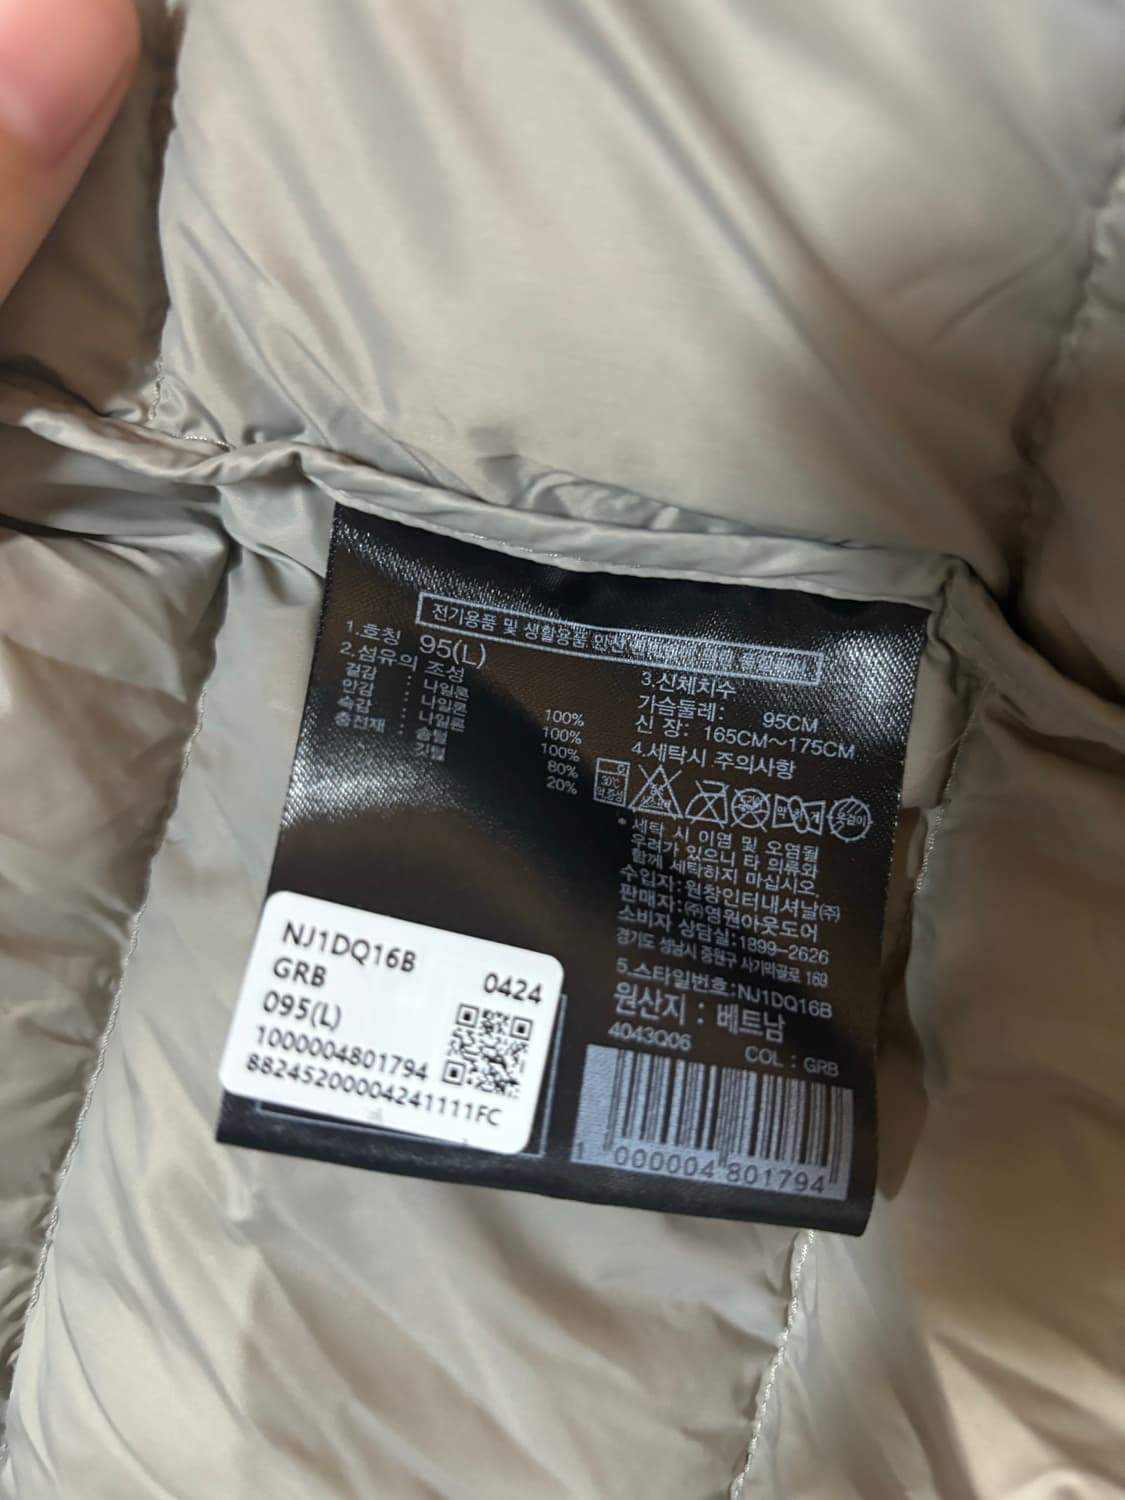 전기용품 및 생활용품
1.호칭 95(L)
2.섬유의 조성
겉감 : 나일론 100%
안감 : 나일론 100%
속감 : 나일론 100%
충전재 : 솜털 80%
깃털 20%
3.신체치수
가슴둘레: 95CM
신 장: 165CM~175CM
4.세탁시 주의사항
30℃
* 세탁 시 이염 및 오염될
우려가 있으니 타 의류와
함께 세탁하지 마십시오.
수입자:원창인터내셔날㈜
판매자:㈜영원아웃도어
소비자 상담실:1899-2626
경기도 성남시 중원구 사기막골로 169
5.스타일번호:NJ1DQ16B
원산지 : 베트남
4043Q06 COL : GRB
1 000004 801794
NJ1DQ16B
GRB 0424
095(L)
1000004801794
88245200004241111FC